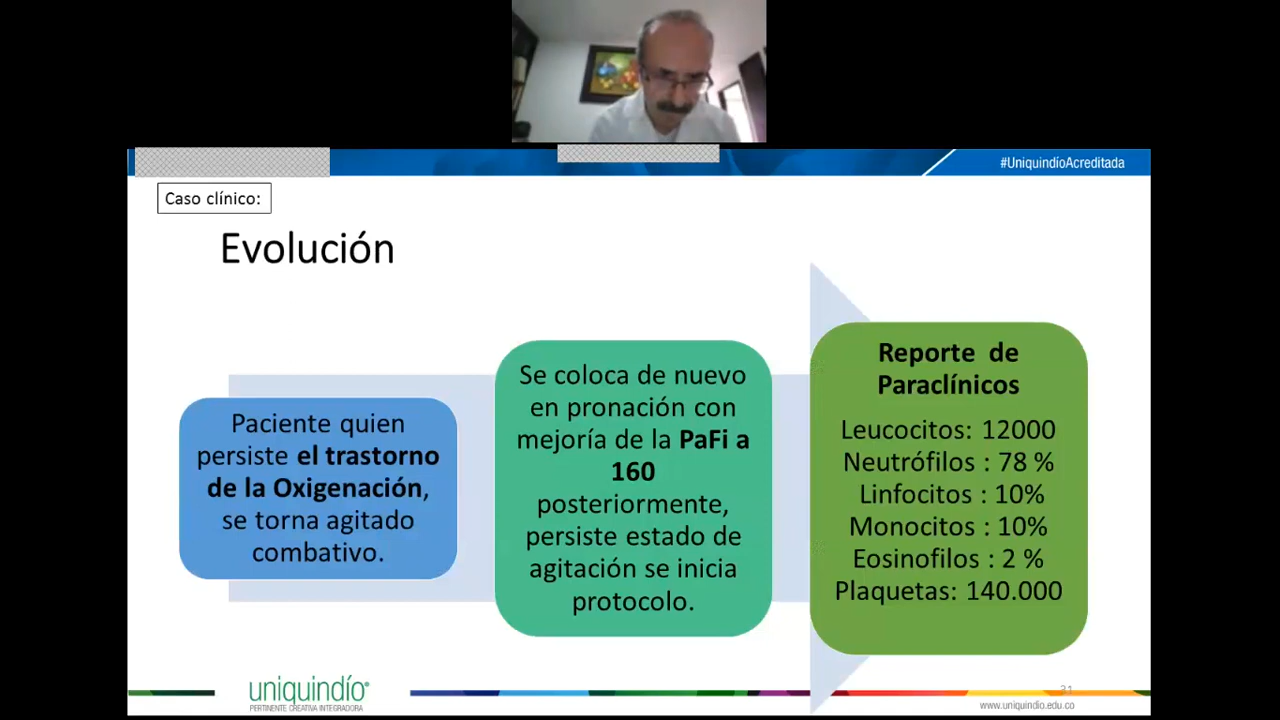 #UniquindíoAcreditada
Caso clínico:
Evolución
Paciente quien
persiste el trastorno
de la Oxigenación,
se torna agitado
combativo.
Se coloca de nuevo
en pronación con
mejoría de la PaFi a
160
posteriormente,
persiste estado de
agitación se inicia
protocolo.
Reporte de
Paraclínicos
Leucocitos: 12000
Neutrófilos : 78 %
Linfocitos : 10%
Monocitos : 10%
Eosinofilos : 2 %
Plaquetas: 140.000
uniquindío®
PERTINENTE CREATIVA INTEGRADORA
31
www.uniquindio.edu.co